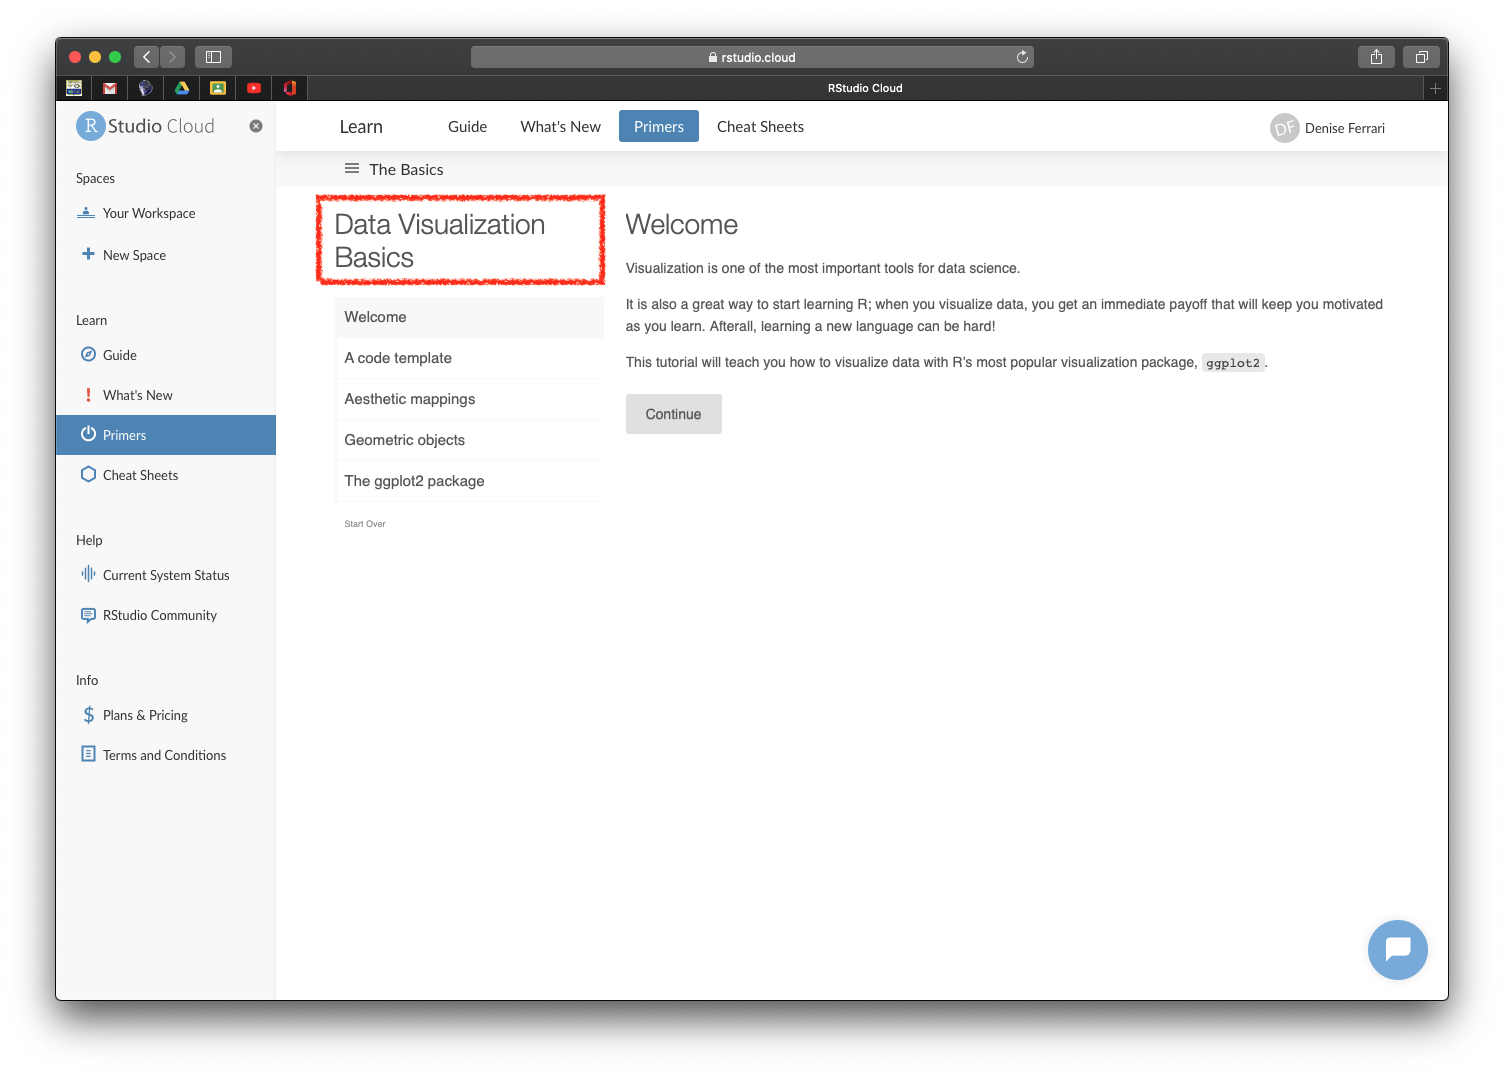 rstudio.cloud
RStudio Cloud
R Studio Cloud
Learn
Guide
What's New
Primers
Cheat Sheets
DF
Denise Ferrari
The Basics
Spaces
Your Workspace
New Space
Learn
Guide
What's New
Primers
Cheat Sheets
Help
Current System Status
RStudio Community
Info
Plans & Pricing
Terms and Conditions
Data Visualization
Basics
Welcome
A code template
Aesthetic mappings
Geometric objects
The ggplot2 package
Start Over
Welcome
Visualization is one of the most important tools for data science.
It is also a great way to start learning R; when you visualize data, you get an immediate payoff that will keep you motivated
as you learn. Afterall, learning a new language can be hard!
This tutorial will teach you how to visualize data with R’s most popular visualization package, ggplot2.
Continue